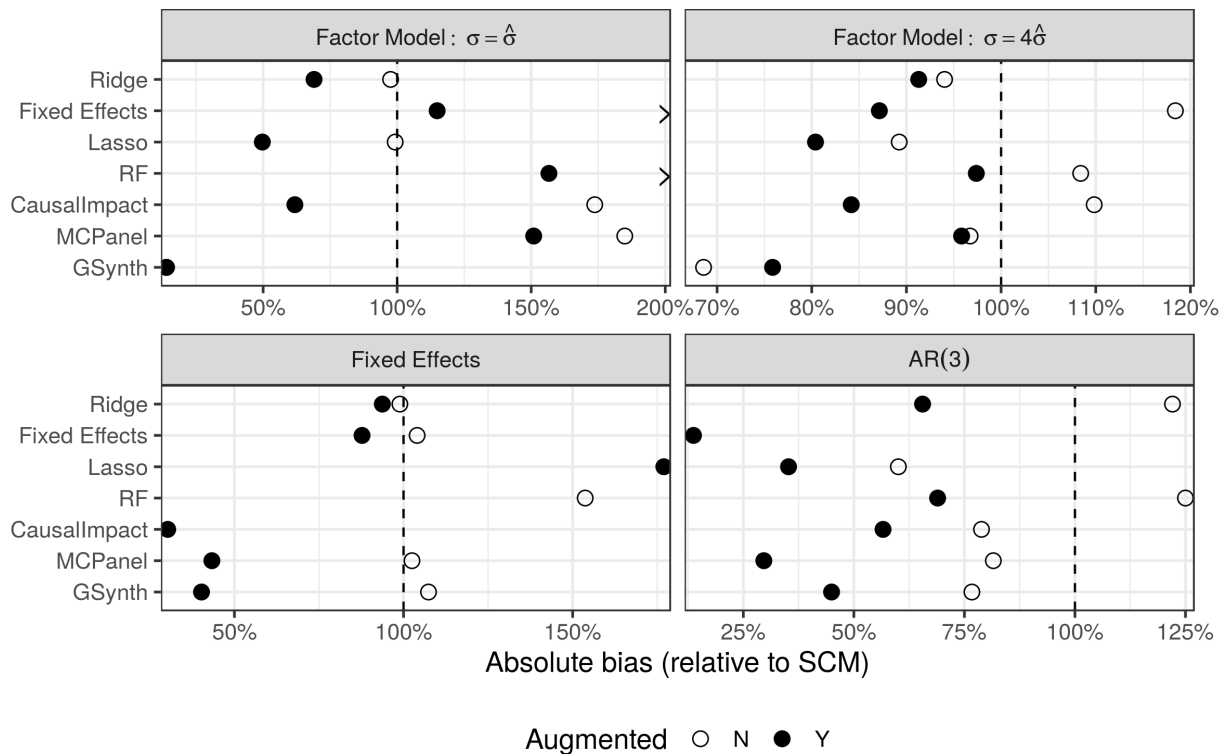 Factor Model : σ = σ̂
Factor Model : σ = 4σ̂
Ridge
Fixed Effects
Lasso
RF
CausalImpact
MCPanel
GSynth
50% 100% 150% 200%
70% 80% 90% 100% 110% 120%
Fixed Effects
AR(3)
Ridge
Fixed Effects
Lasso
RF
CausalImpact
MCPanel
GSynth
50% 100% 150%
25% 50% 75% 100% 125%
Absolute bias (relative to SCM)
Augmented N Y